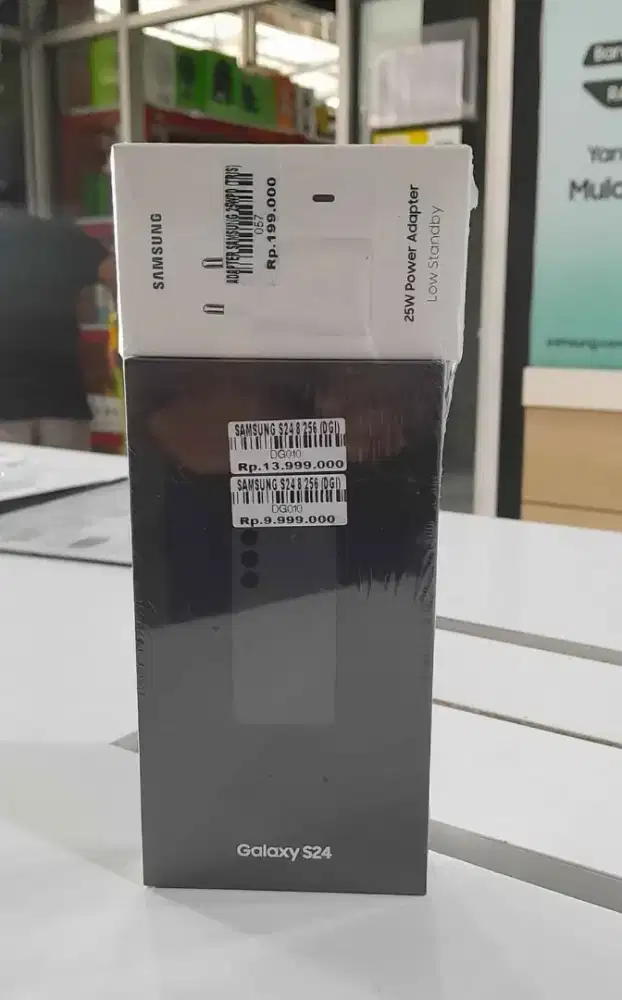 SAMSUNG
ADAPTER SAMSUNG 25WPD (TRIS)
057
Rp.199.000
25W Power Adapter
Low Standby
SAMSUNG S24 8 256 (DGI)
DG010
Rp.13.999.000
SAMSUNG S24 8 256 (DGI)
DG010
Rp.9.999.000
Galaxy S24